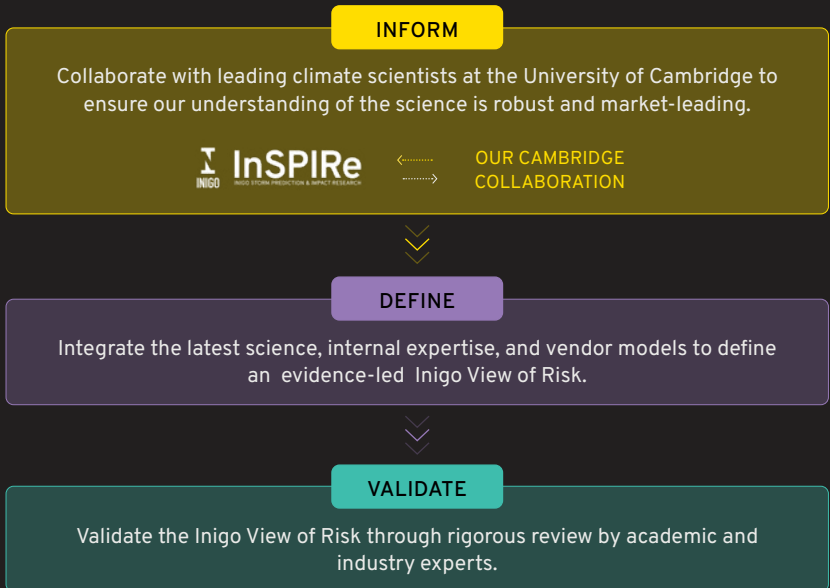 INFORM
Collaborate with leading climate scientists at the University of Cambridge to
ensure our understanding of the science is robust and market-leading.
INIGO
InSPIRe
INIGO STORM PREDICTION & IMPACT RESEARCH
OUR CAMBRIDGE
COLLABORATION
DEFINE
Integrate the latest science, internal expertise, and vendor models to define
an evidence-led Inigo View of Risk.
VALIDATE
Validate the Inigo View of Risk through rigorous review by academic and
industry experts.